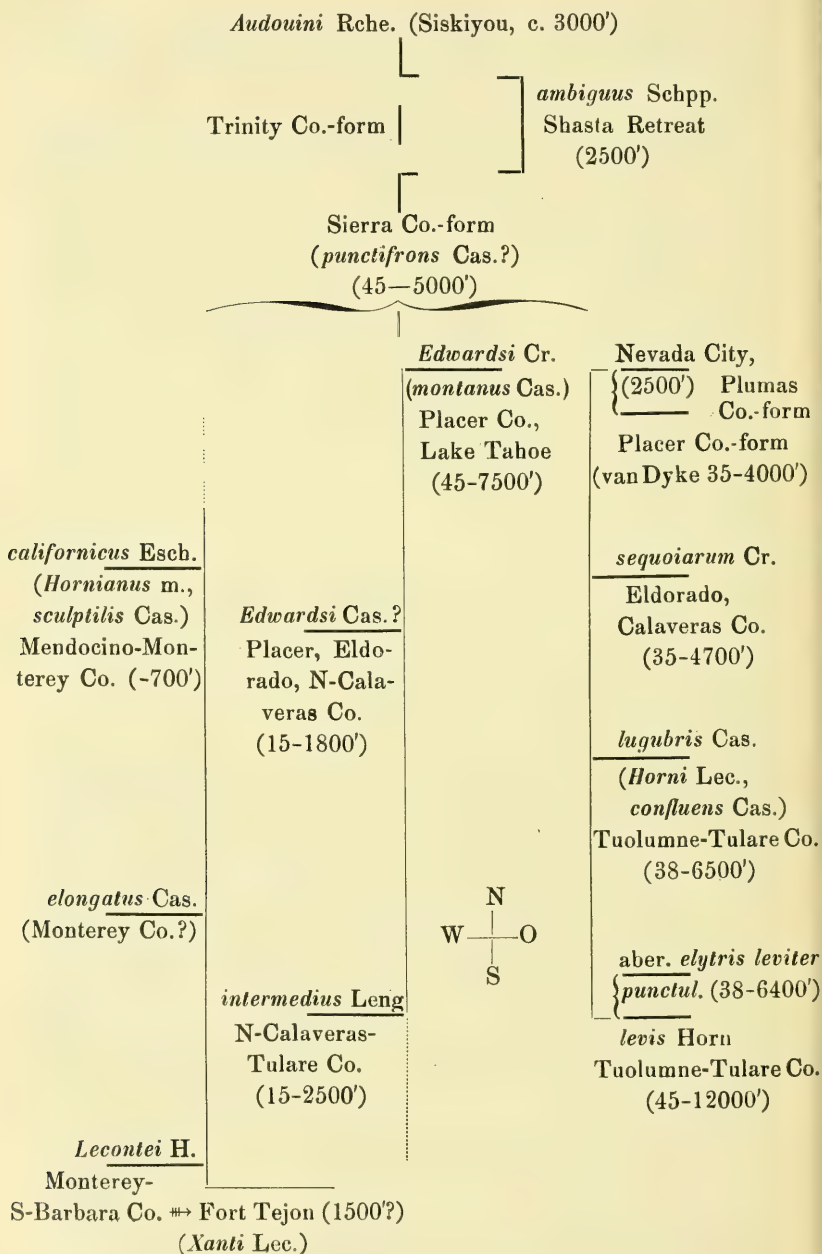 Audouini Rche. (Siskiyou, c. 3000')
Trinity Co.-form
ambiguus Schpp.
Shasta Retreat
(2500')
Sierra Co.-form
(punctifrons Cas.?)
(45—5000')
Edwardsi Cr.
(montanus Cas.)
Placer Co.,
Lake Tahoe
(45-7500')
Nevada City,
(2500') Plumas
Co.-form
Placer Co.-form
(van Dyke 35-4000')
californicus Esch.
(Hornianus m.,
sculptilis Cas.)
Mendocino-Mon-
terey Co. (-700')
Edwardsi Cas.?
Placer, Eldo-
rado, N-Cala-
veras Co.
(15-1800')
sequoiarum Cr.
Eldorado,
Calaveras Co.
(35-4700')
lugubris Cas.
(Horni Lec.,
confluens Cas.)
Tuolumne-Tulare Co.
(38-6500')
elongatus Cas.
(Monterey Co.?)
N
W O
S
aber. elytris leviter
punctul. (38-6400')
intermedius Leng
N-Calaveras-
Tulare Co.
(15-2500')
levis Horn
Tuolumne-Tulare Co.
(45-12000')
Lecontei H.
Monterey-
S-Barbara Co. ⇻ Fort Tejon (1500'?)
(Xanti Lec.)